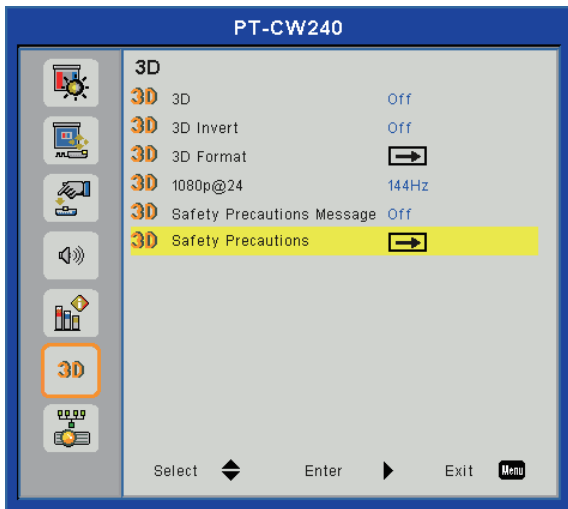 PT-CW240
3D
3D 3D Off
3D 3D Invert Off
3D 3D Format
3D 1080p@24 144Hz
3D Safety Precautions Message Off
3D Safety Precautions
3D
Select Enter Exit Menu